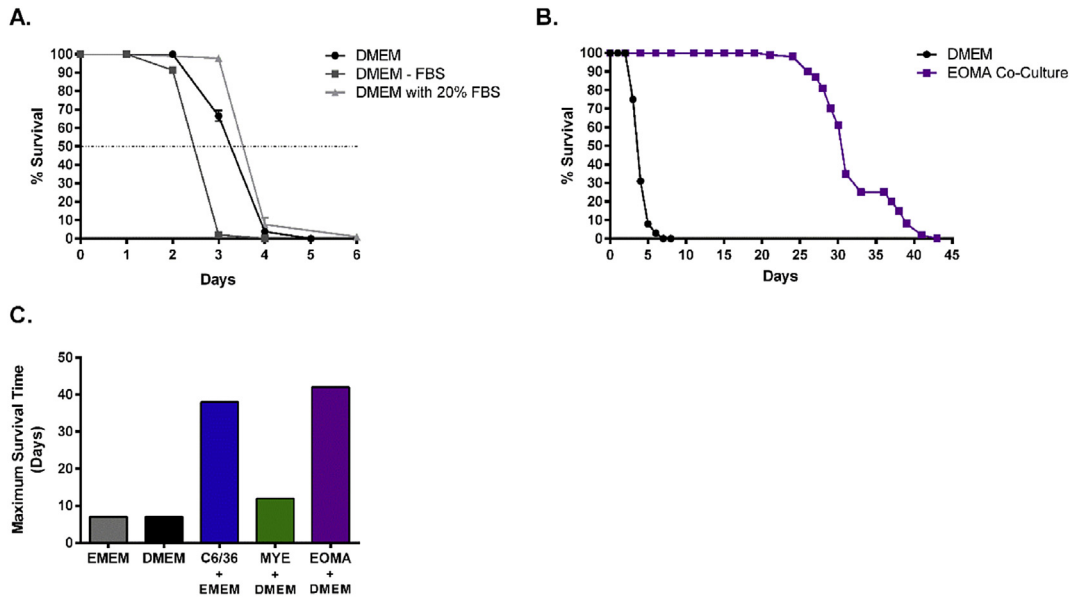 A.
100
90
80
70
60
50
40
30
20
10
0
% Survival
0 1 2 3 4 5 6
Days
DMEM
DMEM - FBS
DMEM with 20% FBS
B.
100
90
80
70
60
50
40
30
20
10
0
% Survival
0 5 10 15 20 25 30 35 40 45
Days
DMEM
EOMA Co-Culture
C.
50
40
30
20
10
0
Maximum Survival Time
(Days)
EMEM DMEM C6/36 MYE EOMA
+ + +
EMEM DMEM DMEM